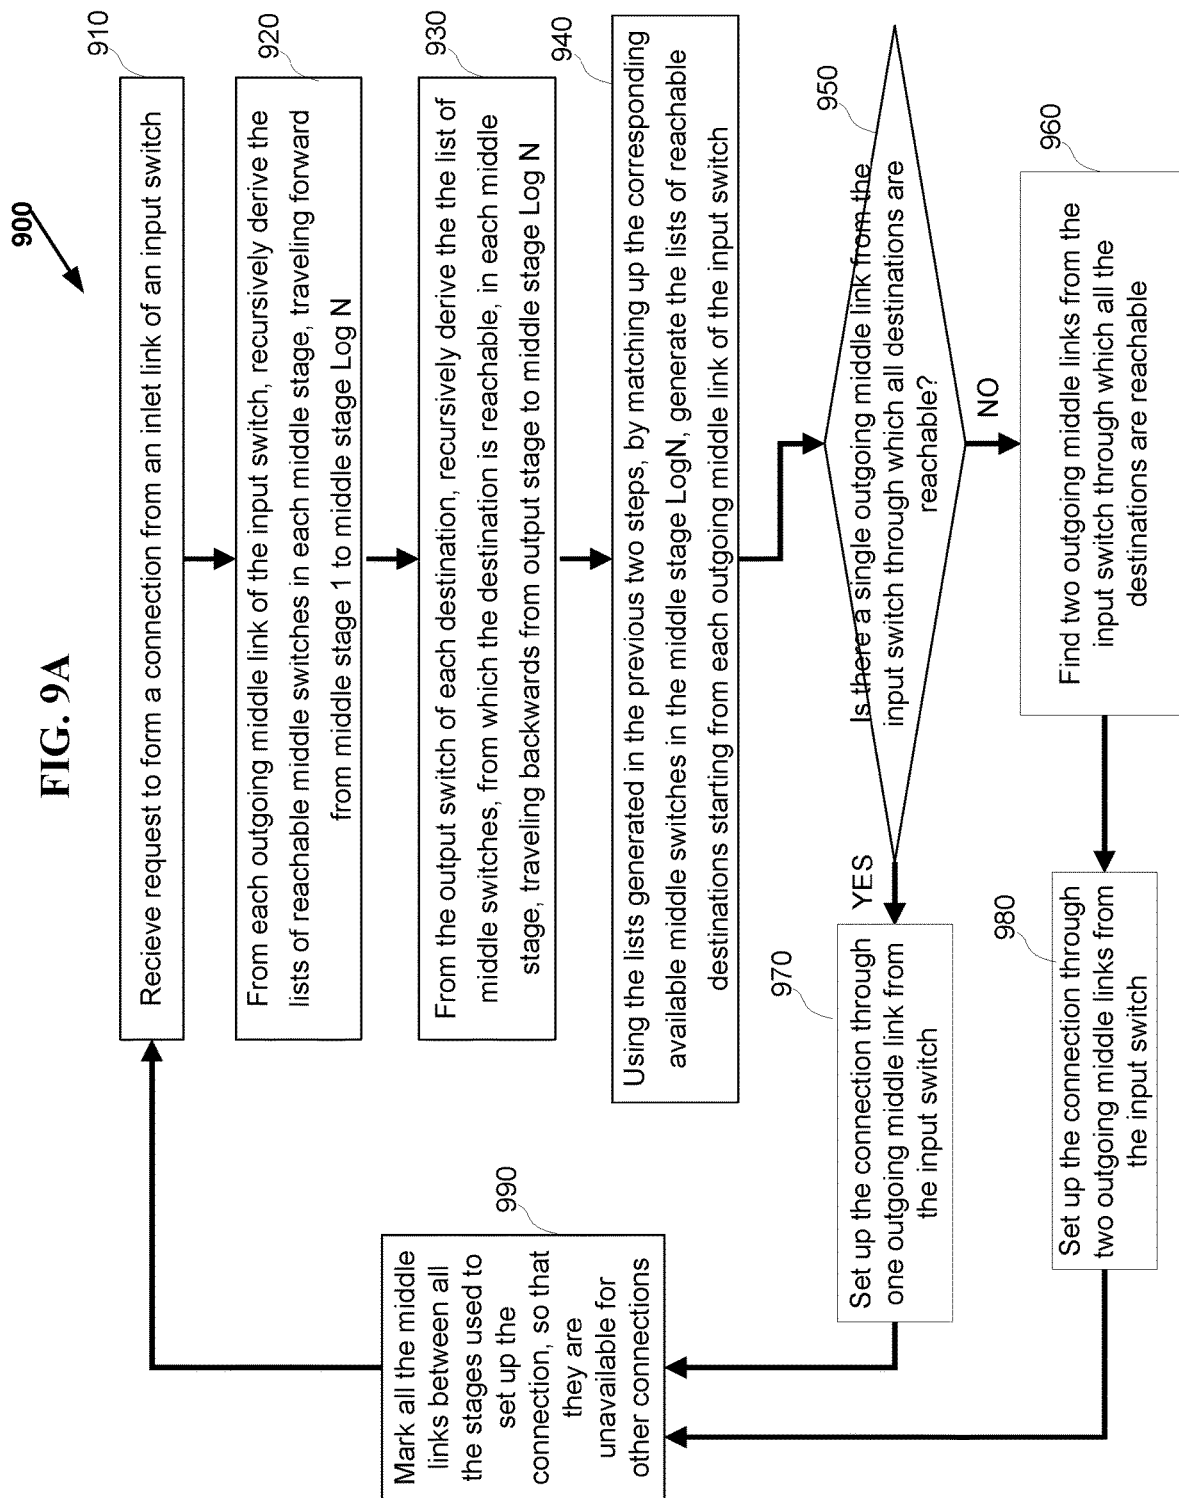 FIG. 9A
900
910
Recieve request to form a connection from an inlet link of an input switch
920
From each outgoing middle link of the input switch, recursively derive the
lists of reachable middle switches in each middle stage, traveling forward
from middle stage 1 to middle stage Log N
930
From the output switch of each destination, recursively derive the the list of
middle switches, from which the destination is reachable, in each middle
stage, traveling backwards from output stage to middle stage Log N
940
Using the lists generated in the previous two steps, by matching up the corresponding
available middle switches in the middle stage LogN, generate the lists of reachable
destinations starting from each outgoing middle link of the input switch
950
Is there a single outgoing middle link from the
input switch through which all destinations are
reachable?
YES
NO
960
Find two outgoing middle links from the
input switch through which all the
destinations are reachable
970
Set up the connection through
one outgoing middle link from
the input switch
980
Set up the connection through
two outgoing middle links from
the input switch
990
Mark all the middle
links between all
the stages used to
set up the
connection, so that
they are
unavailable for
other connections